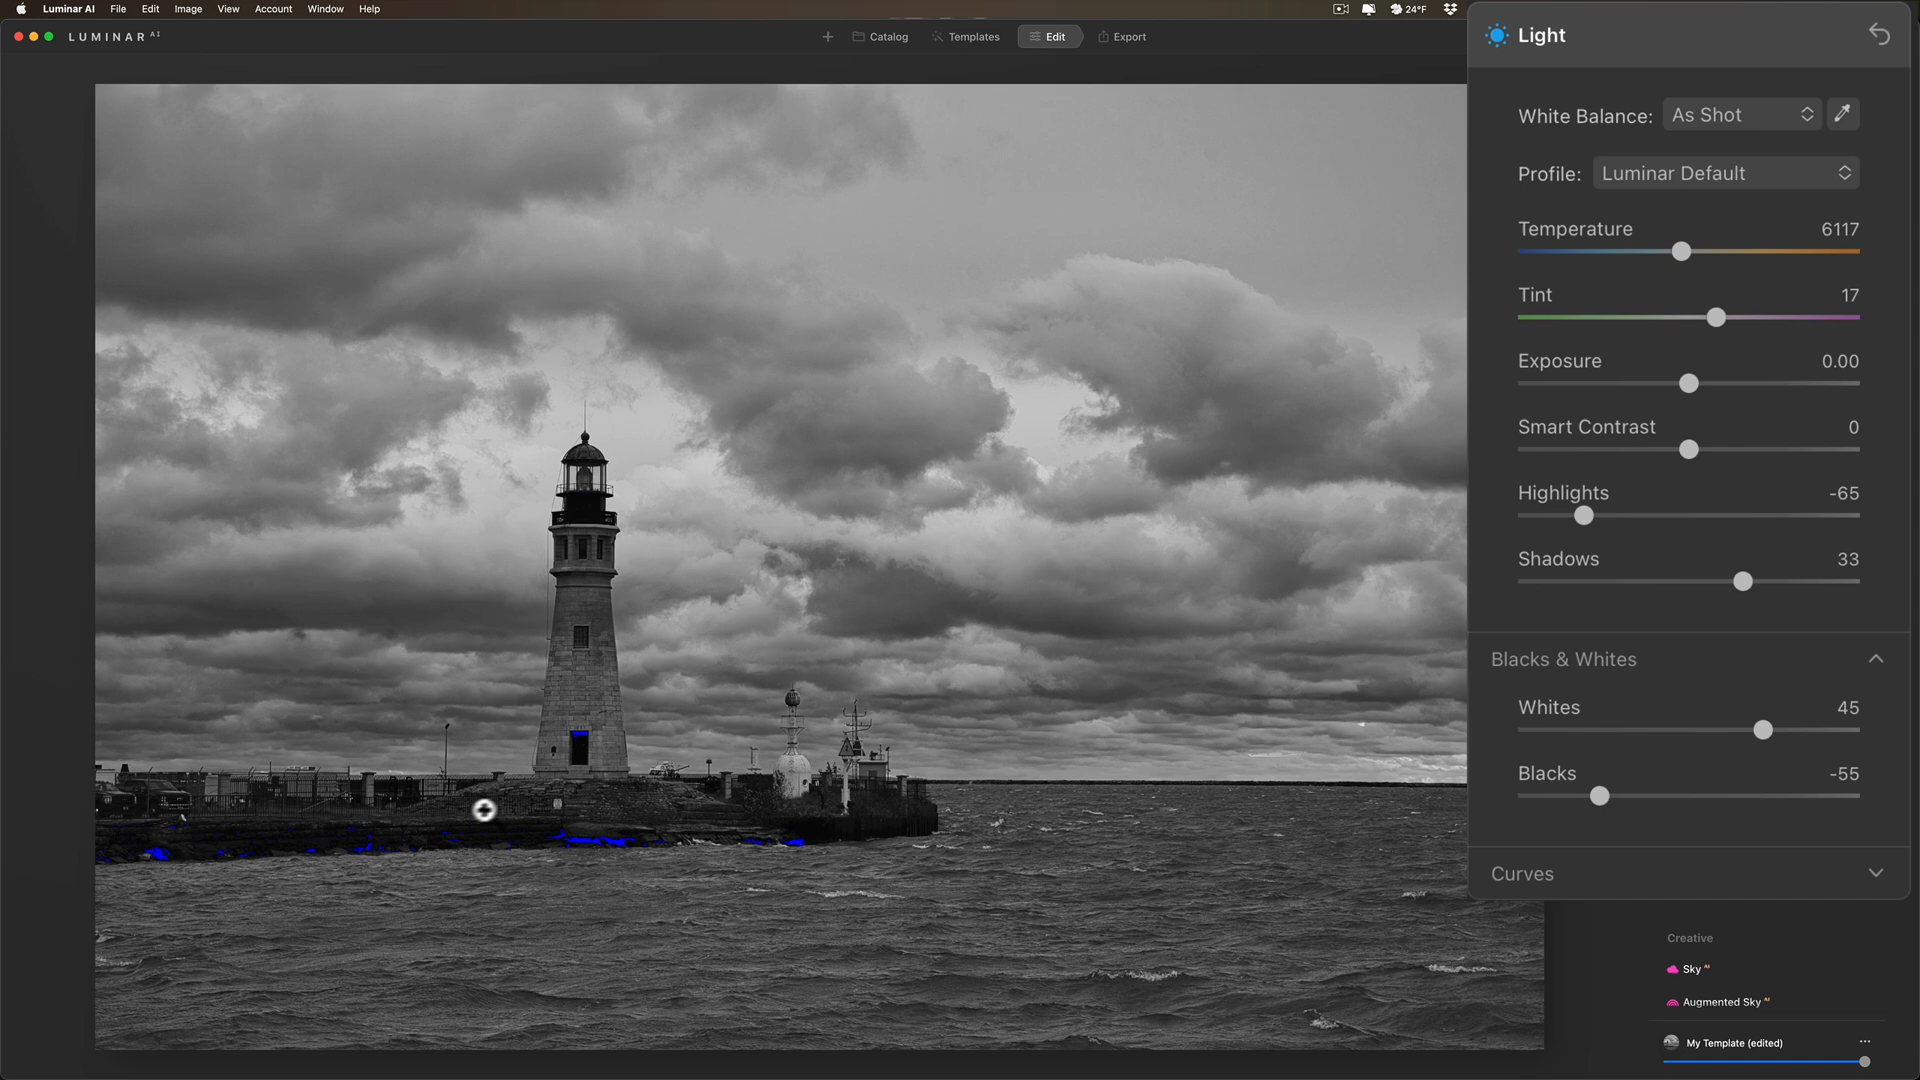 Luminar AI File Edit Image View Account Window Help 24°F
LUMINAR AI Catalog Templates Edit Export
Light
White Balance: As Shot
Profile: Luminar Default
Temperature 6117
Tint 17
Exposure 0.00
Smart Contrast 0
Highlights -65
Shadows 33
Blacks & Whites
Whites 45
Blacks -55
Curves
Creative
Sky AI
Augmented Sky AI
My Template (edited)